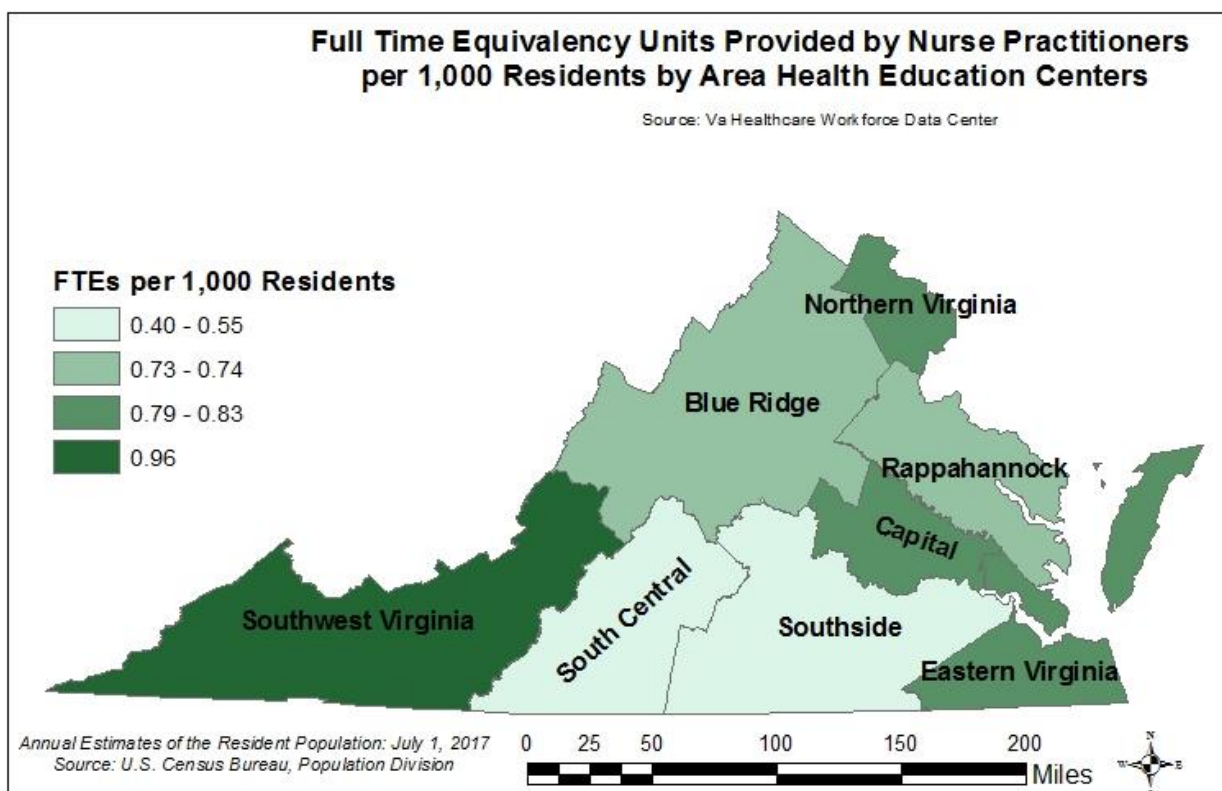 Full Time Equivalency Units Provided by Nurse Practitioners
per 1,000 Residents by Area Health Education Centers
Source: Va Healthcare Workforce Data Center
FTEs per 1,000 Residents
0.40 - 0.55
0.73 - 0.74
0.79 - 0.83
0.96
Northern Virginia
Blue Ridge
Rappahannock
Capital
Southwest Virginia
South Central
Southside
Eastern Virginia
Annual Estimates of the Resident Population: July 1, 2017
Source: U.S. Census Bureau, Population Division
0 25 50 100 150 200
Miles
N
W E